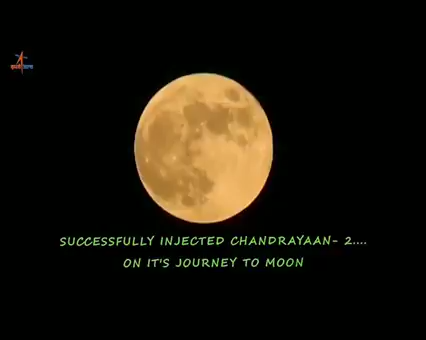 SUCCESSFULLY INJECTED CHANDRAYAAN- 2....
ON IT'S JOURNEY TO MOON